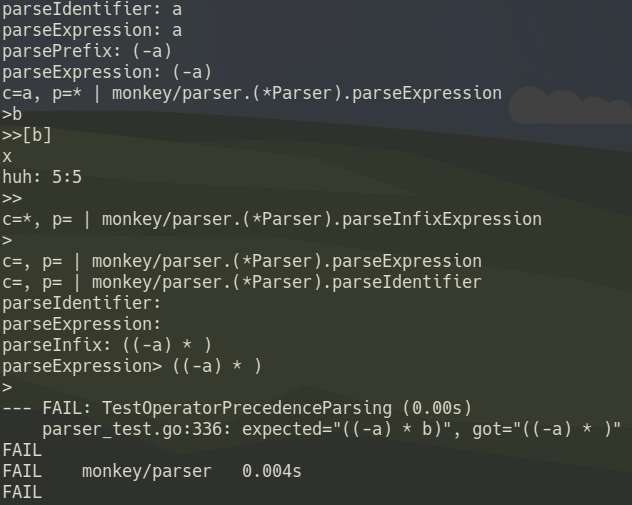 parseIdentifier: a
parseExpression: a
parsePrefix: (-a)
parseExpression: (-a)
c=a, p=* | monkey/parser.(*Parser).parseExpression
>b
>>[b]
x
huh: 5:5
>>
c=*, p= | monkey/parser.(*Parser).parseInfixExpression
>
c=, p= | monkey/parser.(*Parser).parseExpression
c=, p= | monkey/parser.(*Parser).parseIdentifier
parseIdentifier:
parseExpression:
parseInfix: ((-a) * )
parseExpression> ((-a) * )
>
--- FAIL: TestOperatorPrecedenceParsing (0.00s)
    parser_test.go:336: expected="((-a) * b)", got="((-a) * )"
FAIL
FAIL    monkey/parser   0.004s
FAIL